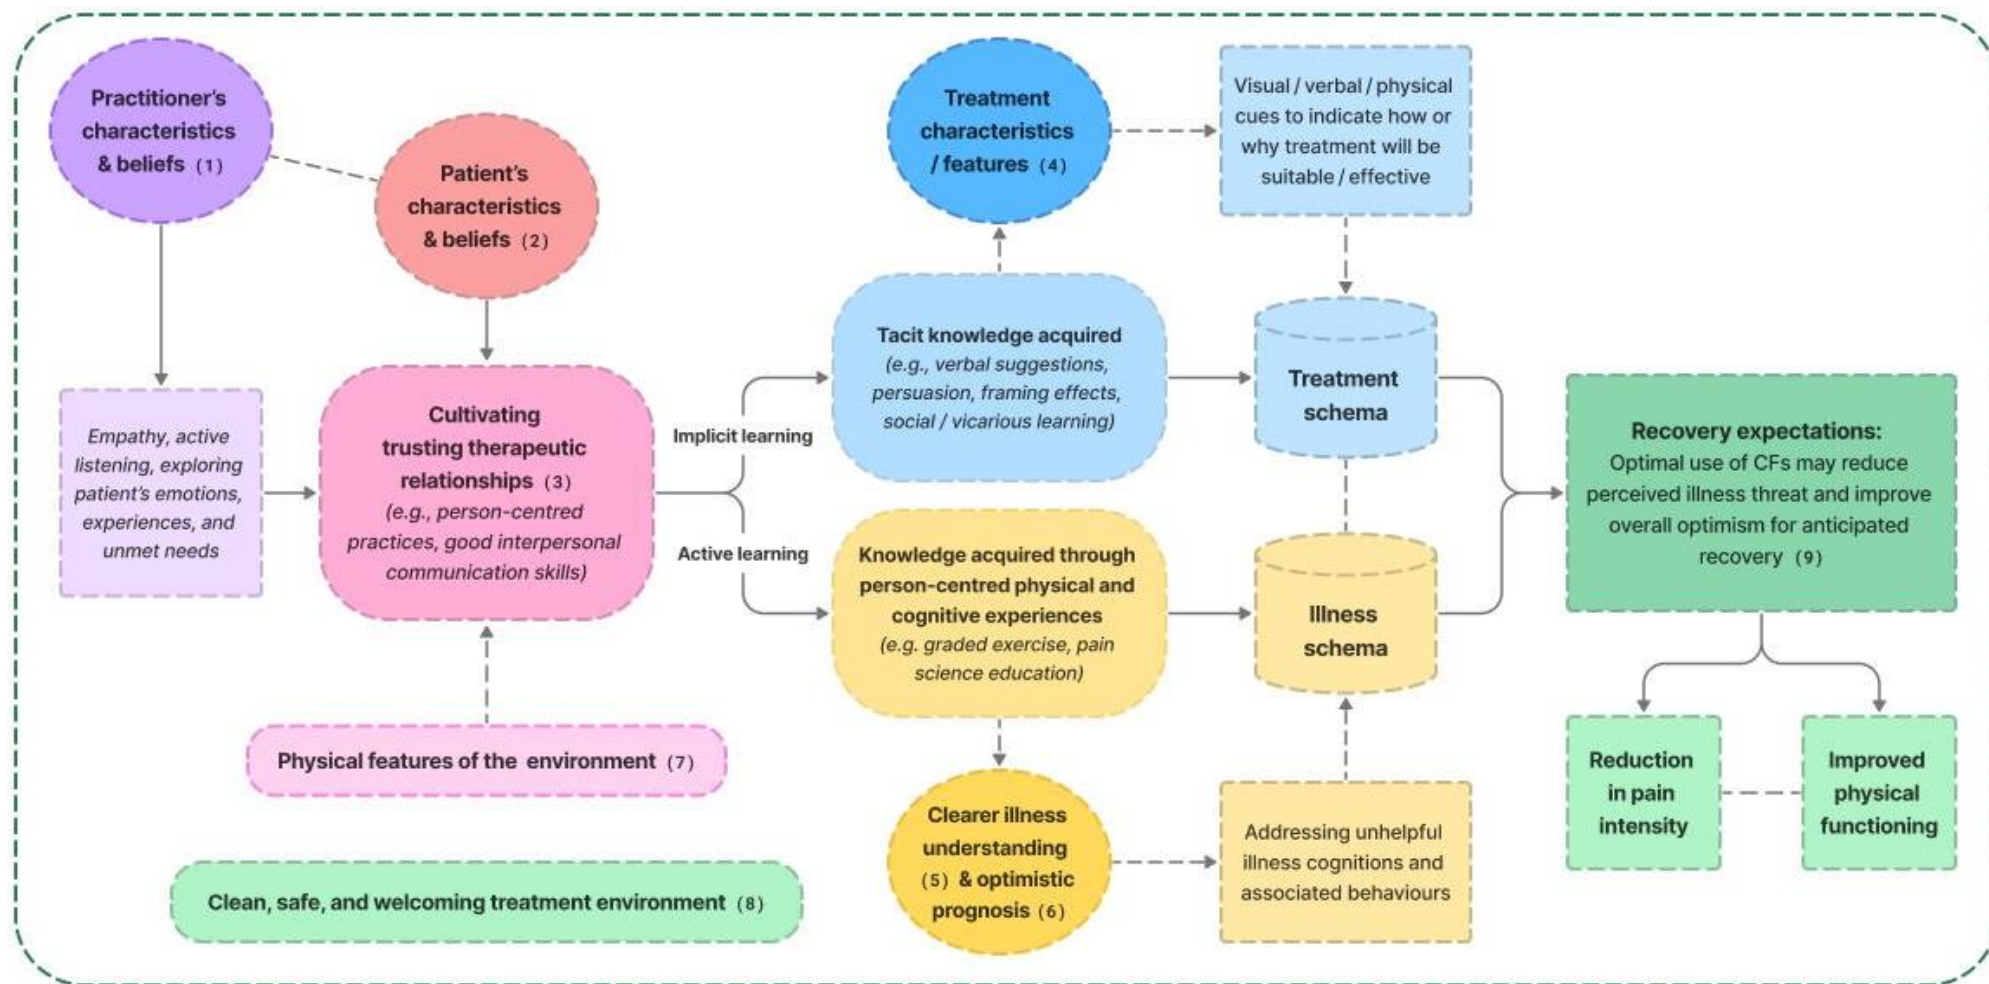 Practitioner's
characteristics
& beliefs (1)
Patient's
characteristics
& beliefs (2)
Empathy, active
listening, exploring
patient's emotions,
experiences, and
unmet needs
Cultivating
trusting therapeutic
relationships (3)
(e.g., person-centred
practices, good interpersonal
communication skills)
Physical features of the environment (7)
Clean, safe, and welcoming treatment environment (8)
Implicit learning
Active learning
Treatment
characteristics
/ features (4)
Visual / verbal / physical
cues to indicate how or
why treatment will be
suitable / effective
Tacit knowledge acquired
(e.g., verbal suggestions,
persuasion, framing effects,
social / vicarious learning)
Treatment
schema
Knowledge acquired through
person-centred physical and
cognitive experiences
(e.g. graded exercise, pain
science education)
Illness
schema
Clearer illness
understanding
(5) & optimistic
prognosis (6)
Addressing unhelpful
illness cognitions and
associated behaviours
Recovery expectations:
Optimal use of CFs may reduce
perceived illness threat and improve
overall optimism for anticipated
recovery (9)
Reduction
in pain
intensity
Improved
physical
functioning